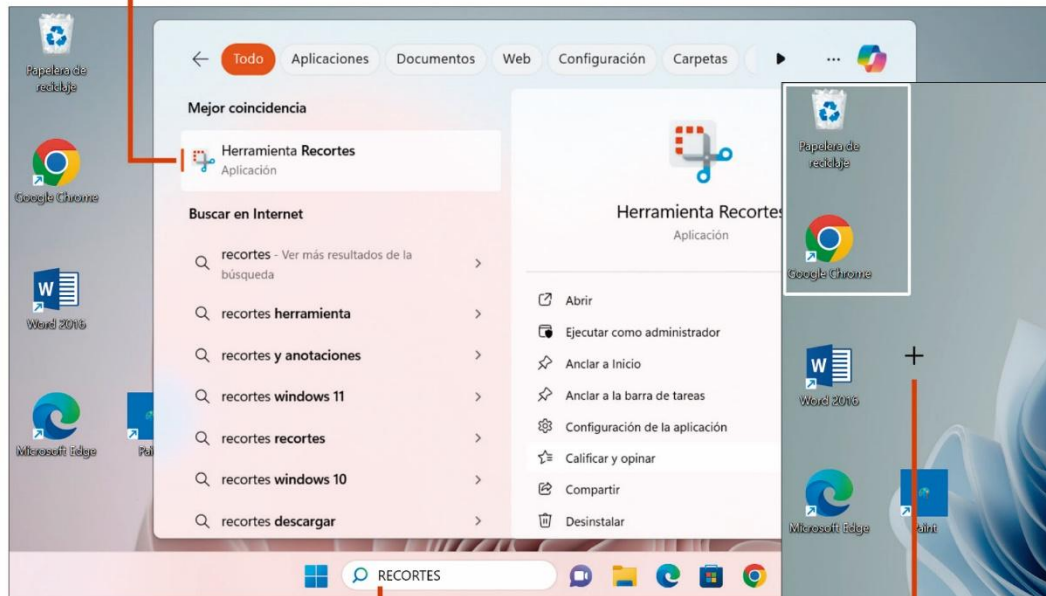 Papelera de
reciclaje
Google Chrome
Word 2016
Microsoft Edge
Pai
Todo
Aplicaciones
Documentos
Web
Configuración
Carpetas
...
Mejor coincidencia
Herramienta Recortes
Aplicación
Buscar en Internet
recortes - Ver más resultados de la
búsqueda
recortes herramienta
recortes y anotaciones
recortes windows 11
recortes recortes
recortes windows 10
recortes descargar
Herramienta Recortes
Aplicación
Abrir
Ejecutar como administrador
Anclar a Inicio
Anclar a la barra de tareas
Configuración de la aplicación
Calificar y opinar
Compartir
Desinstalar
Papelera de
reciclaje
Google Chrome
Word 2016
Microsoft Edge
Paint
RECORTES